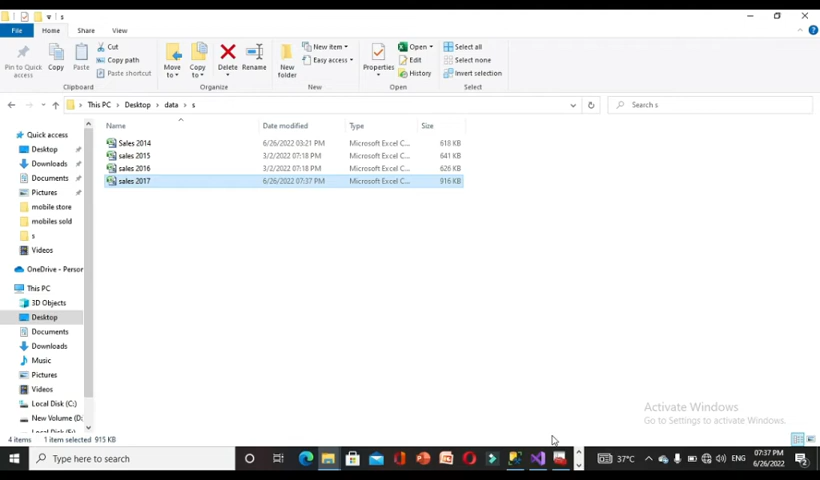 s
File Home Share View
Pin to Quick access
Copy
Paste
Cut
Copy path
Paste shortcut
Clipboard
Move to
Copy to
Delete
Rename
Organize
New folder
New item
Easy access
New
Properties
Open
Edit
History
Open
Select all
Select none
Invert selection
Select
This PC > Desktop > data > s
Search s
Name Date modified Type Size
Sales 2014 6/26/2022 03:21 PM Microsoft Excel C... 618 KB
sales 2015 3/2/2022 07:18 PM Microsoft Excel C... 641 KB
sales 2016 3/2/2022 07:18 PM Microsoft Excel C... 626 KB
sales 2017 6/26/2022 07:37 PM Microsoft Excel C... 916 KB
Quick access
Desktop
Downloads
Documents
Pictures
mobile store
mobiles sold
s
Videos
OneDrive - Person
This PC
3D Objects
Desktop
Documents
Downloads
Music
Pictures
Videos
Local Disk (C:)
New Volume (D:
Activate Windows
Go to Settings to activate Windows.
4 items 1 item selected 915 KB
Type here to search
37°C
ENG
07:37 PM
6/26/2022
2